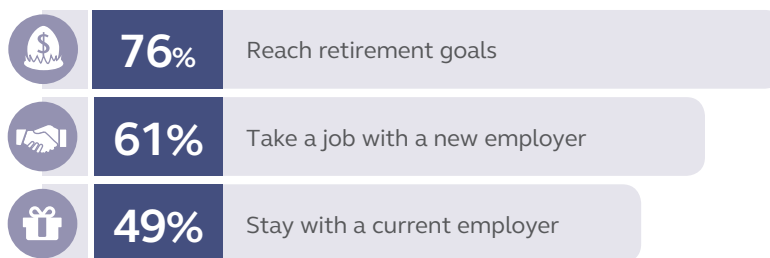 $
76% Reach retirement goals
61% Take a job with a new employer
49% Stay with a current employer